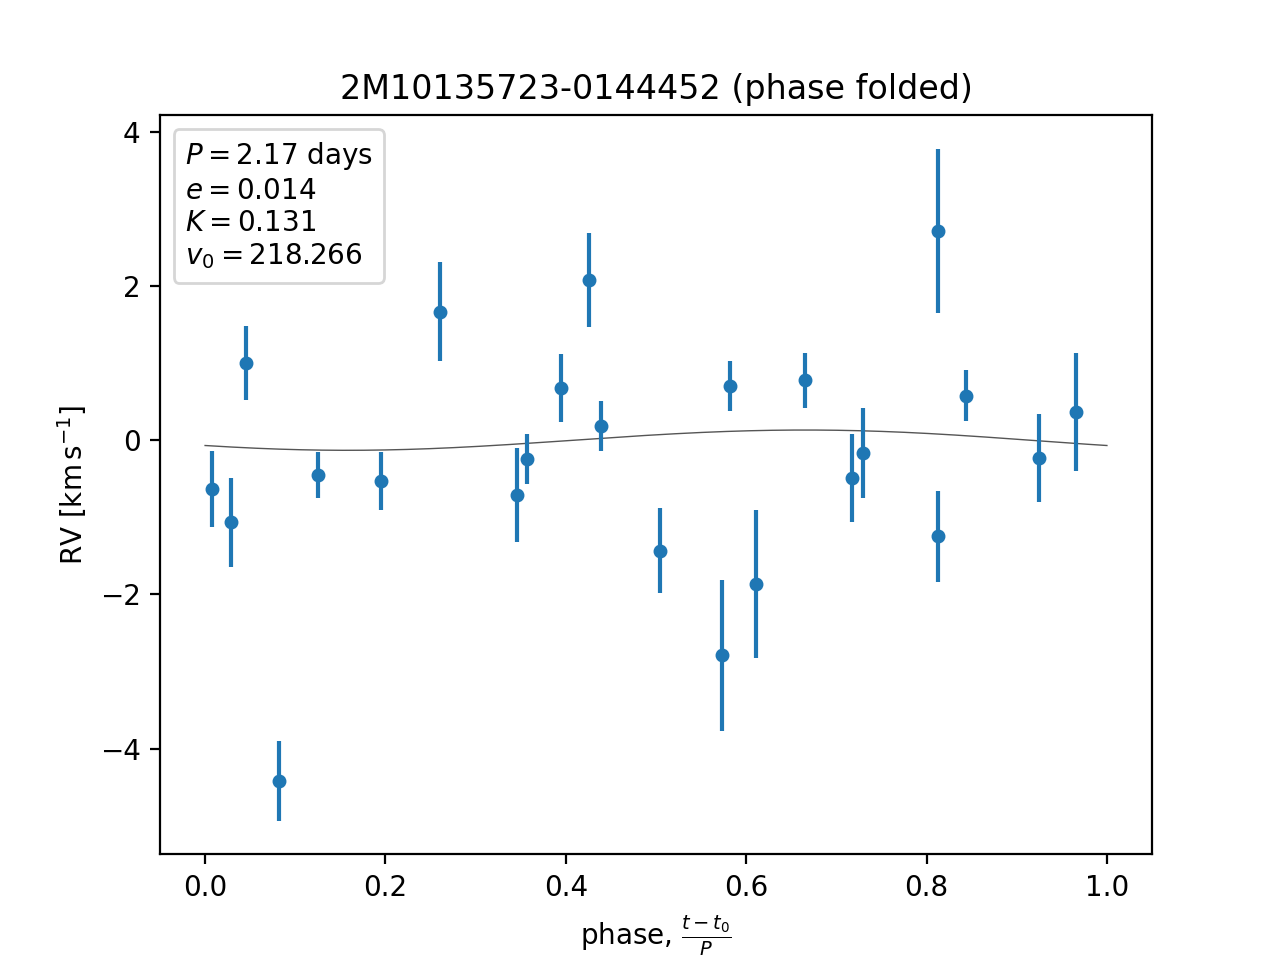 2M10135723-0144452 (phase folded)
P = 2.17 days
e = 0.014
K = 0.131
v₀ = 218.266
4
2
0
−2
−4
RV [km s⁻¹]
0.0 0.2 0.4 0.6 0.8 1.0
phase, (t − t₀)/P